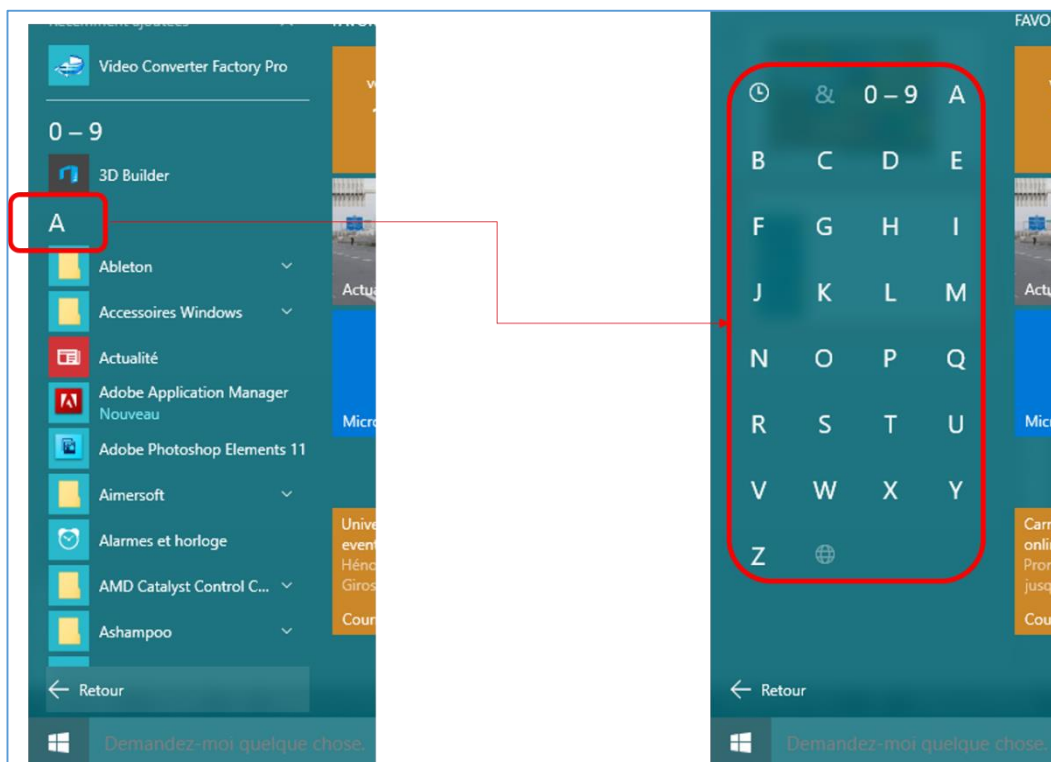 Récemment ajoutées
Video Converter Factory Pro
0 – 9
3D Builder
A
Ableton
Accessoires Windows
Actualité
Adobe Application Manager
Nouveau
Adobe Photoshop Elements 11
Aimersoft
Alarmes et horloge
AMD Catalyst Control C...
Ashampoo
Retour
Demandez-moi quelque chose.
& 0 – 9 A
B C D E
F G H I
J K L M
N O P Q
R S T U
V W X Y
Z
Retour
Demandez-moi quelque chose.